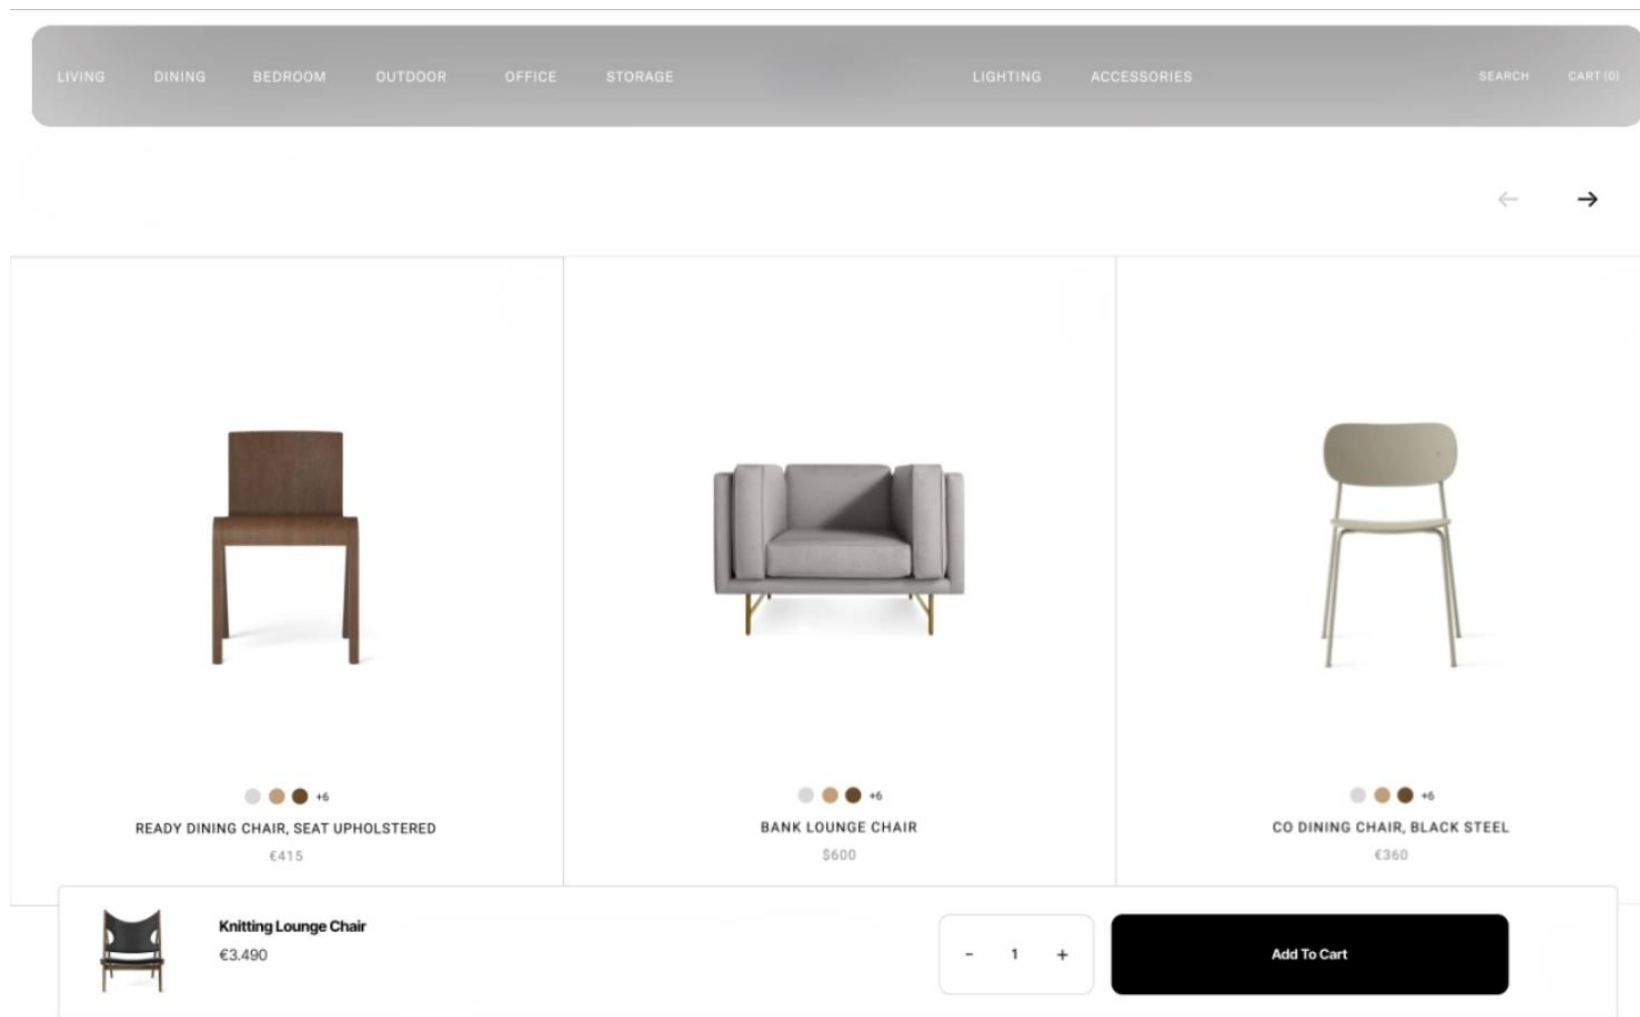 LIVING DINING BEDROOM OUTDOOR OFFICE STORAGE LIGHTING ACCESSORIES SEARCH CART (0)
+6 +6 +6
READY DINING CHAIR, SEAT UPHOLSTERED BANK LOUNGE CHAIR CO DINING CHAIR, BLACK STEEL
€415 $600 €360
Knitting Lounge Chair
€3.490
- 1 + Add To Cart